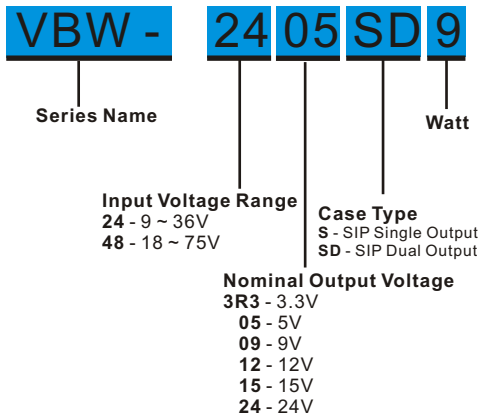 VBW - 24 05 SD 9
Series Name
Watt
Input Voltage Range
24 - 9 ~ 36V
48 - 18 ~ 75V
Case Type
S - SIP Single Output
SD - SIP Dual Output
Nominal Output Voltage
3R3 - 3.3V
05 - 5V
09 - 9V
12 - 12V
15 - 15V
24 - 24V